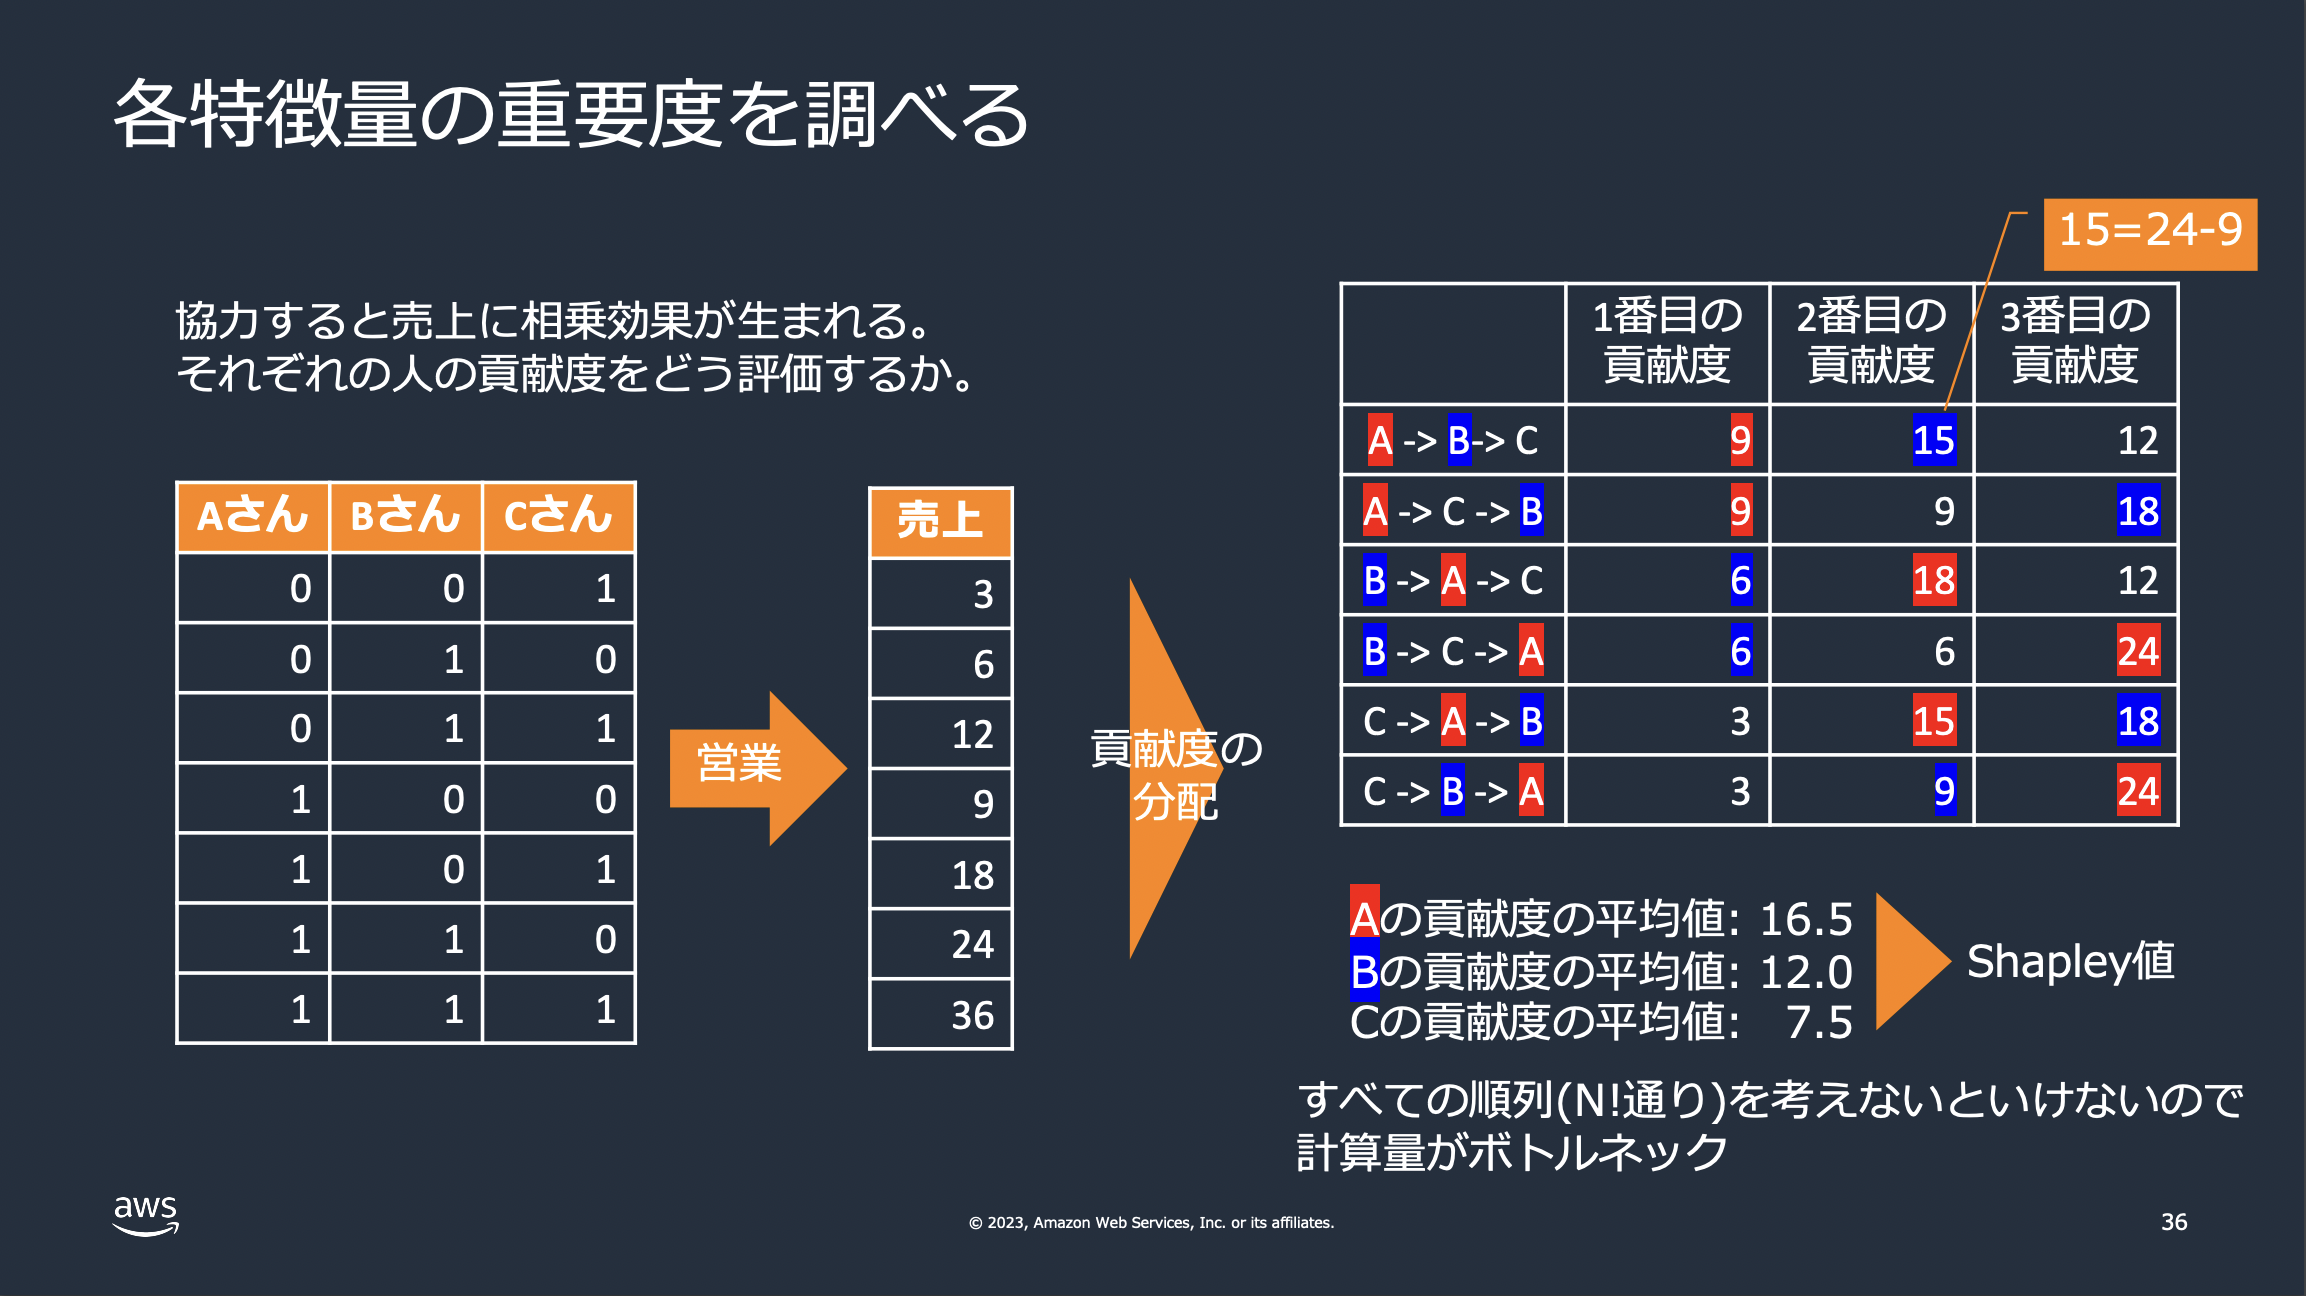 各特徴量の重要度を調べる
15=24-9
協力すると売上に相乗効果が生まれる。
それぞれの人の貢献度をどう評価するか。
Aさん Bさん Cさん
0 0 1
0 1 0
0 1 1
1 0 0
1 0 1
1 1 0
1 1 1
営業
売上
3
6
12
9
18
24
36
貢献度の
分配
1番目の 2番目の 3番目の
貢献度 貢献度 貢献度
A -> B-> C 9 15 12
A -> C -> B 9 9 18
B -> A -> C 6 18 12
B -> C -> A 6 6 24
C -> A -> B 3 15 18
C -> B -> A 3 9 24
Aの貢献度の平均値: 16.5
Bの貢献度の平均値: 12.0
Cの貢献度の平均値: 7.5
Shapley値
すべての順列(N!通り)を考えないといけないので
計算量がボトルネック
aws
© 2023, Amazon Web Services, Inc. or its affiliates.
36